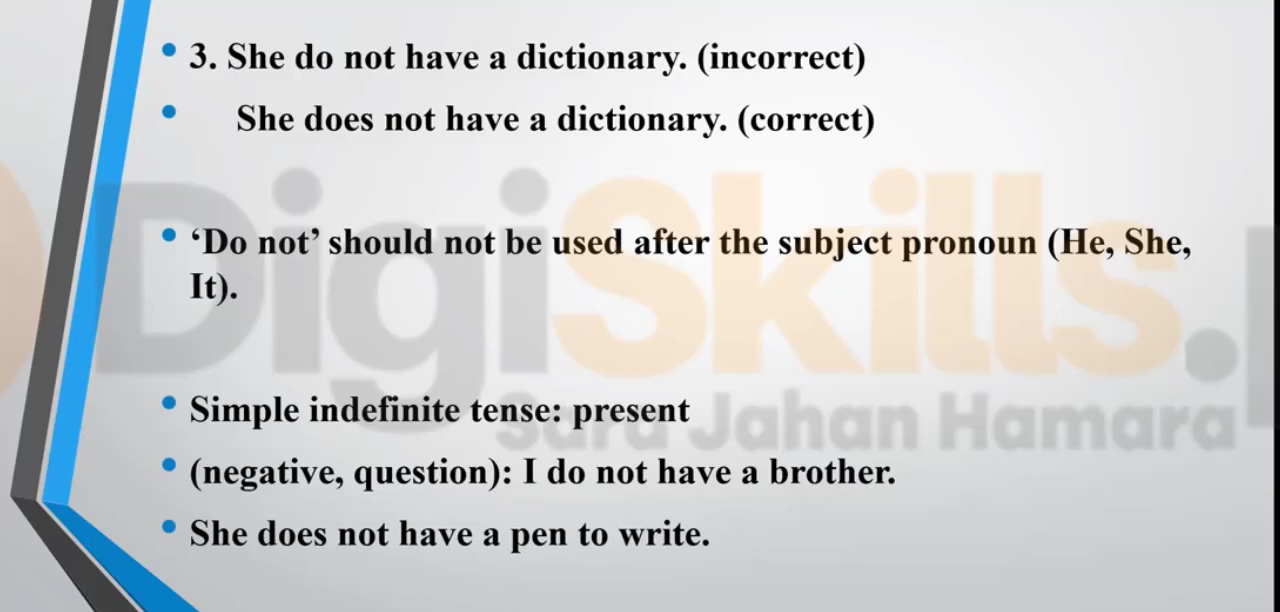 3. She do not have a dictionary. (incorrect)
She does not have a dictionary. (correct)
‘Do not’ should not be used after the subject pronoun (He, She,
It).
Simple indefinite tense: present
(negative, question): I do not have a brother.
She does not have a pen to write.
DigiSkills.
Sara Jahan Hamara